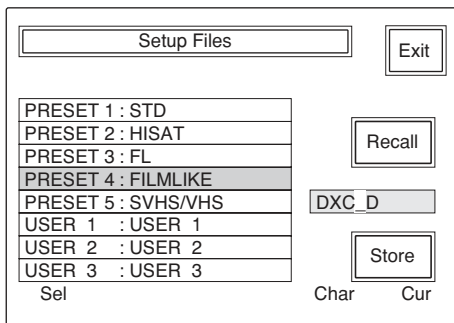 Setup Files
Exit
PRESET 1 : STD
PRESET 2 : HISAT
PRESET 3 : FL
PRESET 4 : FILMLIKE
PRESET 5 : SVHS/VHS
USER 1 : USER 1
USER 2 : USER 2
USER 3 : USER 3
Recall
DXC_D
Store
Sel
Char
Cur